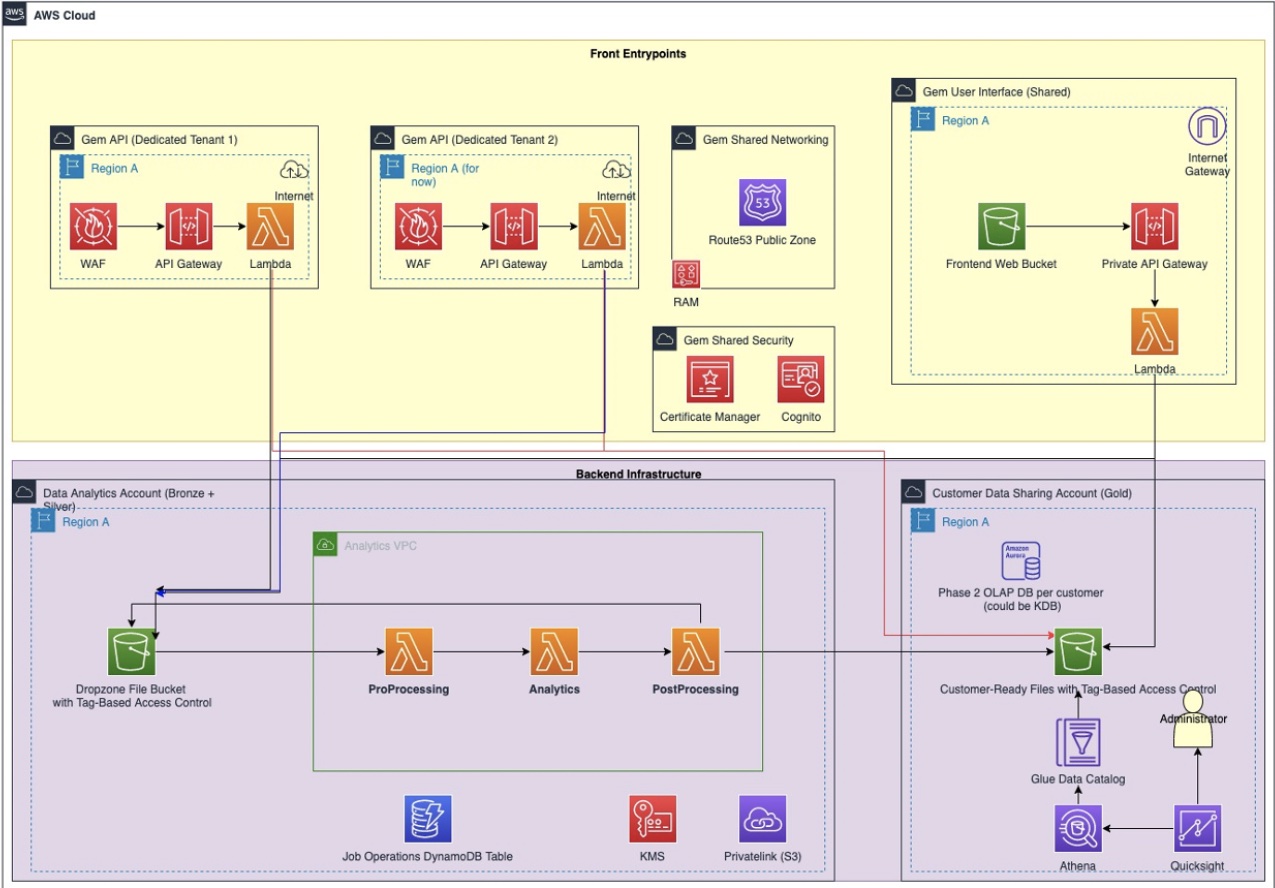 aws
AWS Cloud
Front Entrypoints
Gem API (Dedicated Tenant 1)
Region A
Internet
WAF
API Gateway
Lambda
Gem API (Dedicated Tenant 2)
Region A (for
now)
Internet
WAF
API Gateway
Lambda
Gem Shared Networking
53
Route53 Public Zone
RAM
Gem Shared Security
Certificate Manager
Cognito
Gem User Interface (Shared)
Region A
Internet
Gateway
Frontend Web Bucket
Private API Gateway
Lambda
Backend Infrastructure
Data Analytics Account (Bronze +
Silver)
Region A
Analytics VPC
Dropzone File Bucket
with Tag-Based Access Control
ProProcessing
Analytics
PostProcessing
Job Operations DynamoDB Table
KMS
Privatelink (S3)
Customer Data Sharing Account (Gold)
Region A
Amazon
Aurora
Phase 2 OLAP DB per customer
(could be KDB)
Customer-Ready Files with Tag-Based Access Control
Administrator
Glue Data Catalog
Athena
Quicksight